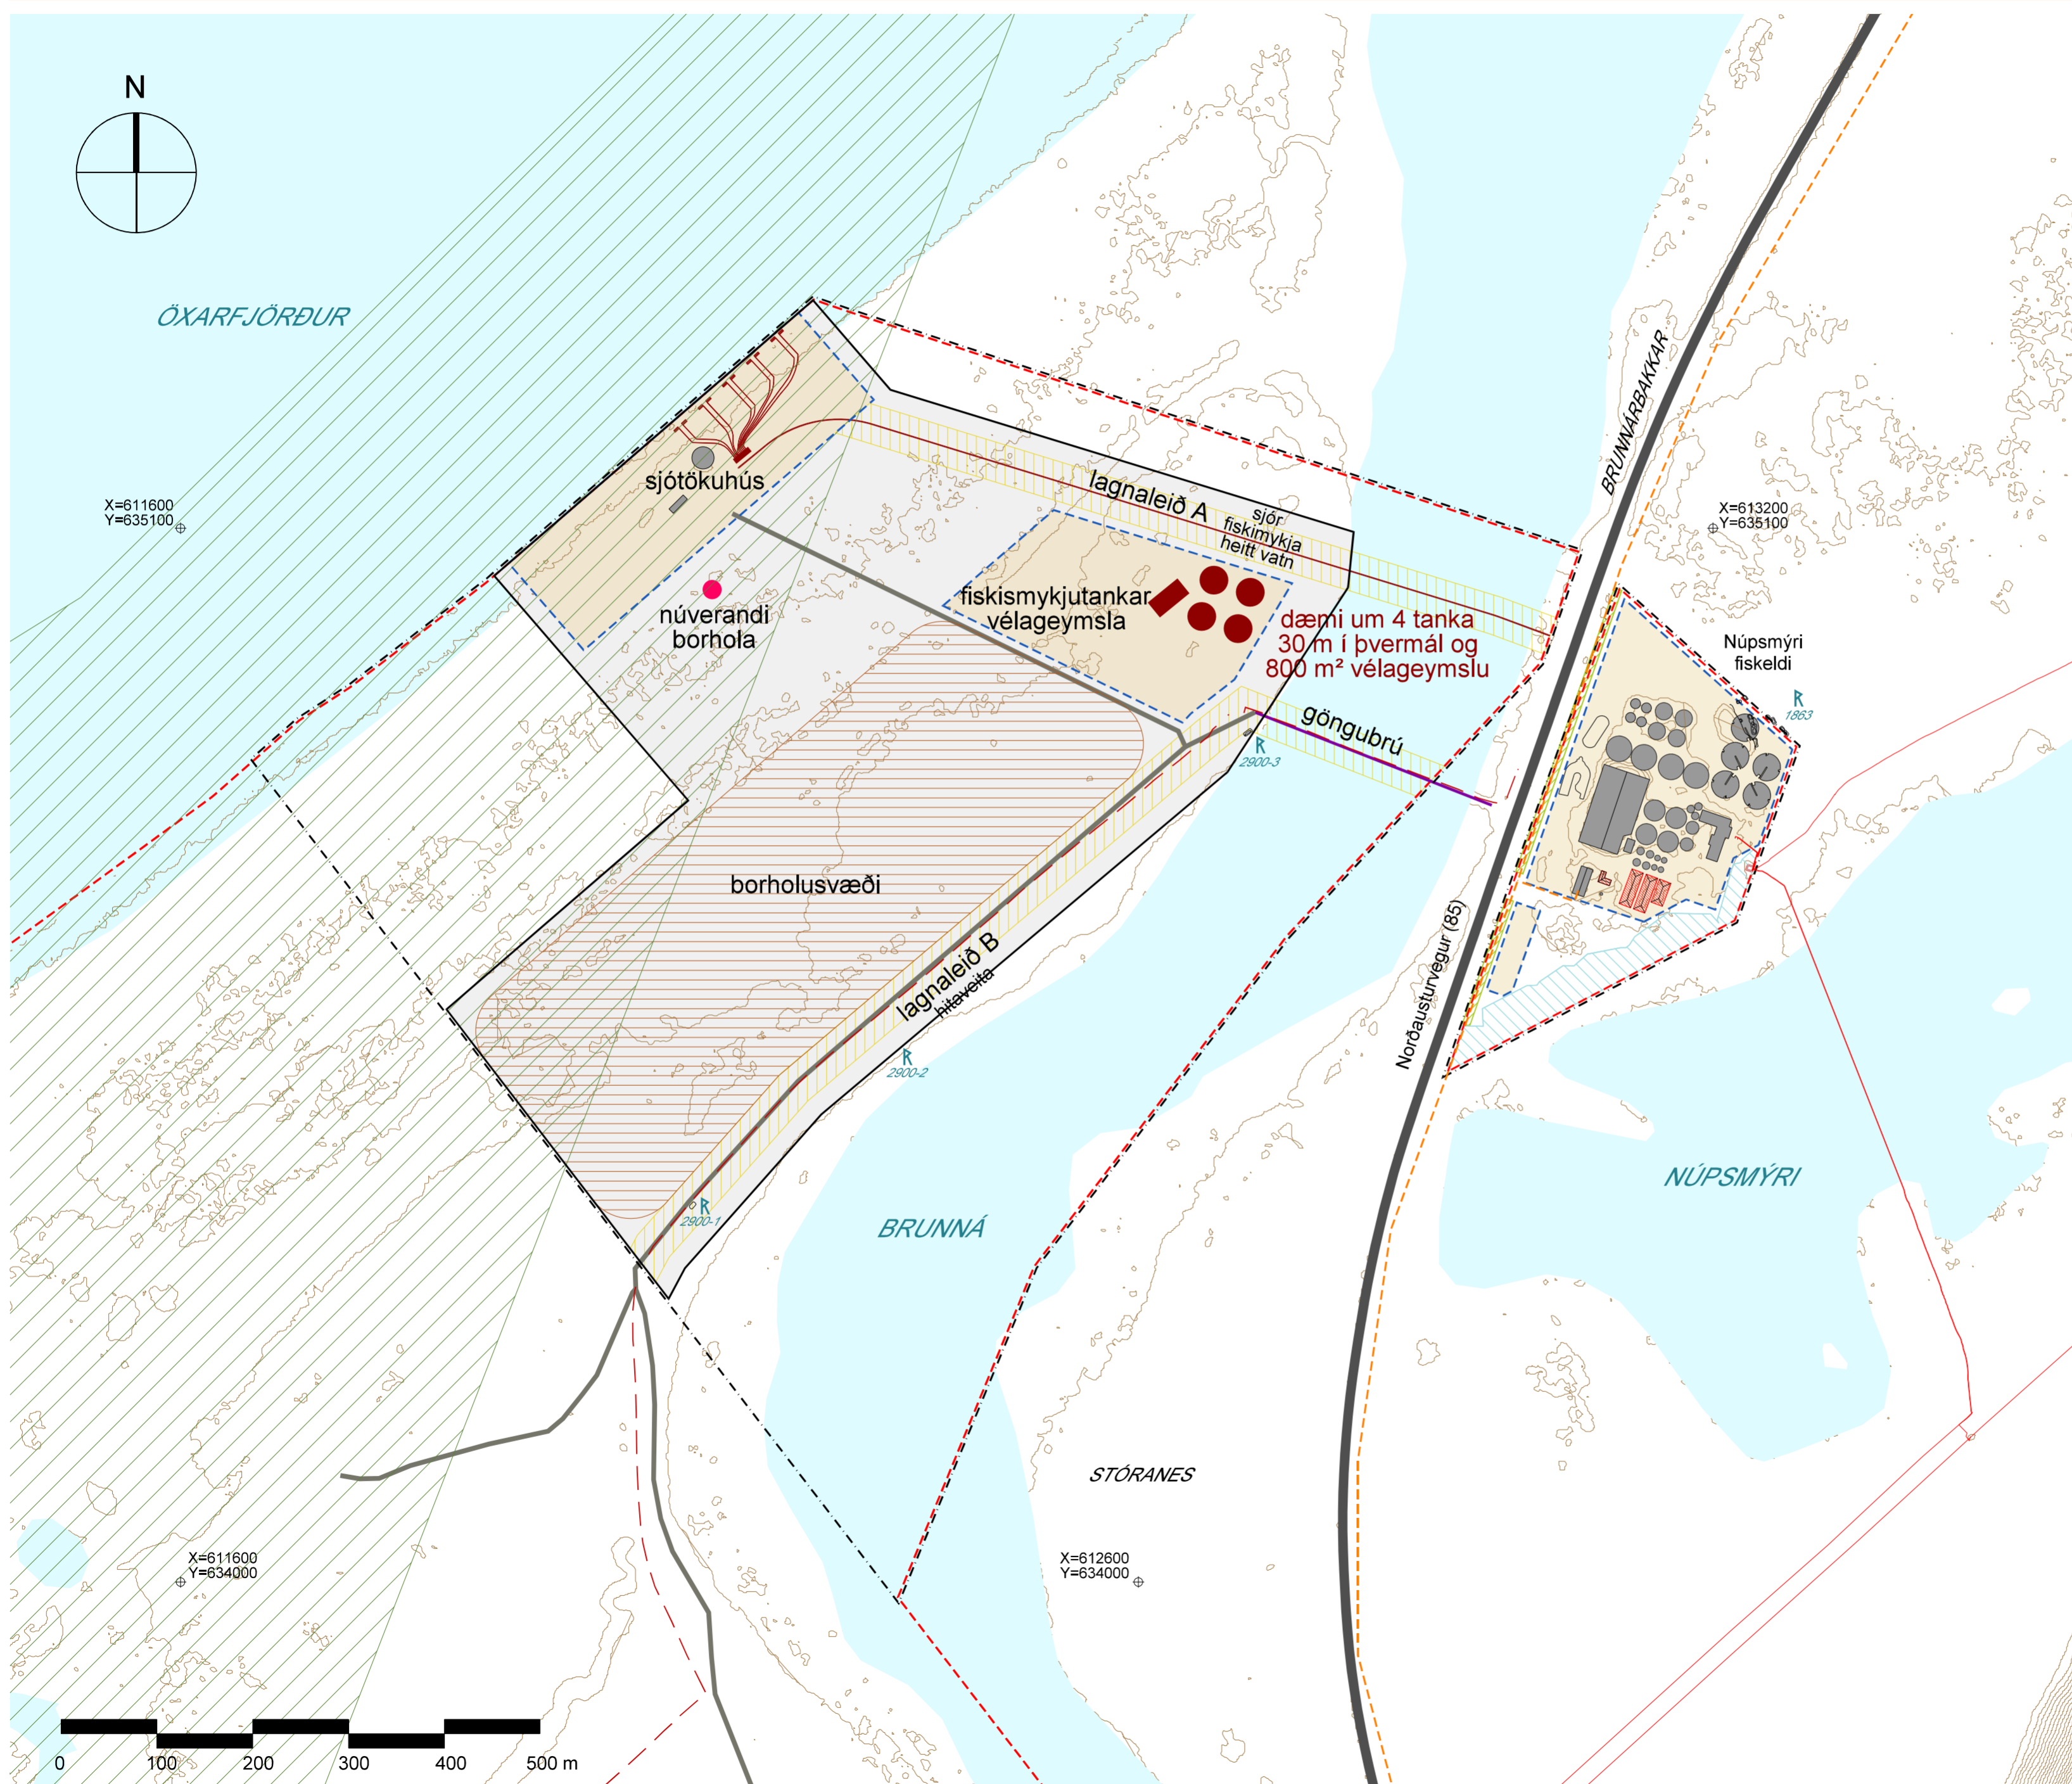 N
ÖXARFJÖRÐUR
BRUNNÁRBAKKAR
X=611600
Y=635100
sjótökuhús
lagnaleið A
sjór
fiskimykja
heitt vatn
X=613200
Y=635100
núverandi
borhola
fiskismykjutankar
vélageymsla
dæmi um 4 tanka
30 m í þvermál og
800 m² vélageymslu
Núpsmýri
fiskeldi
R
1863
göngubrú
R
2900-3
borholusvæði
lagnaleið B
hitaveita
Norðausturvegur (85)
R
2900-2
NÚPSMÝRI
R
2900-1
BRUNNÁ
STÓRANES
X=611600
Y=634000
X=612600
Y=634000
0 100 200 300 400 500 m